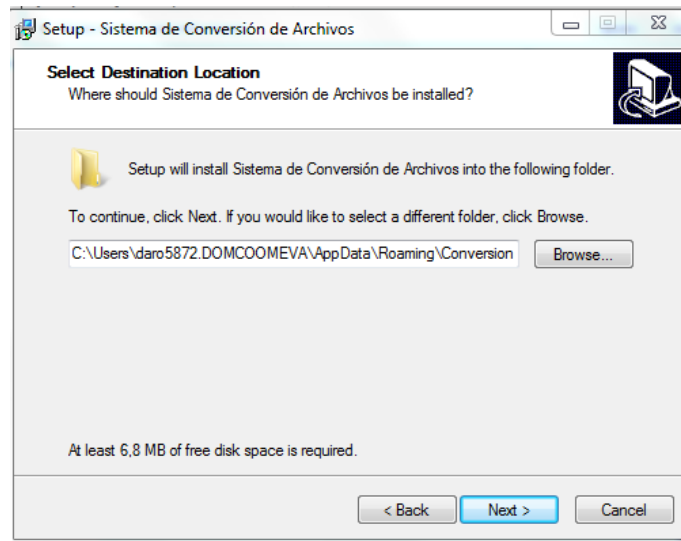 Setup - Sistema de Conversión de Archivos
Select Destination Location
Where should Sistema de Conversión de Archivos be installed?
Setup will install Sistema de Conversión de Archivos into the following folder.
To continue, click Next. If you would like to select a different folder, click Browse.
C:\Users\daro5872.DOMCOOMEVA\AppData\Roaming\Conversion
Browse...
At least 6,8 MB of free disk space is required.
< Back Next > Cancel